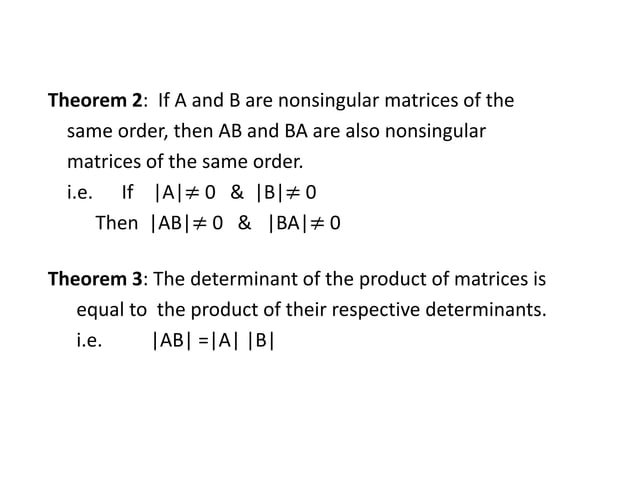 Theorem 2: If A and B are nonsingular matrices of the
same order, then AB and BA are also nonsingular
matrices of the same order.
i.e. If |A|≠ 0 & |B|≠ 0
Then |AB|≠ 0 & |BA|≠ 0
Theorem 3: The determinant of the product of matrices is
equal to the product of their respective determinants.
i.e. |AB| =|A| |B|